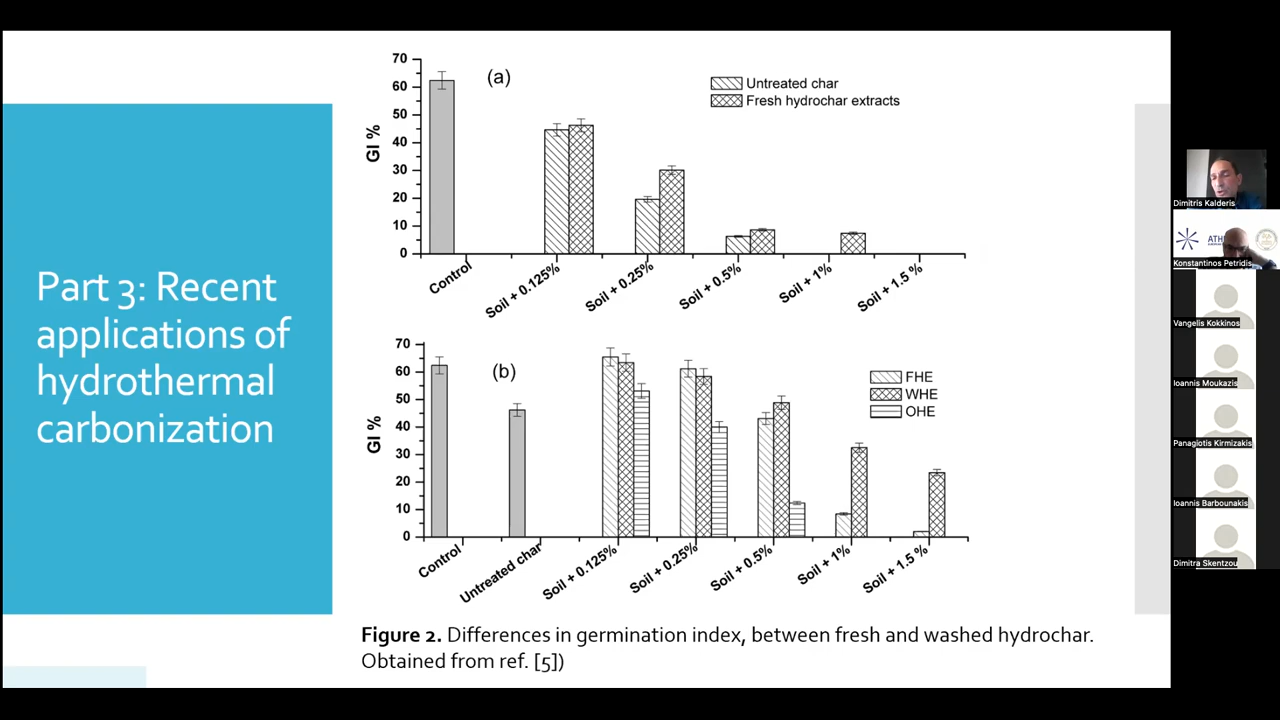 Part 3: Recent
applications of
hydrothermal
carbonization
70
60
50
40
30
20
10
0
GI %
(a)
Untreated char
Fresh hydrochar extracts
Control
Soil + 0.125%
Soil + 0.25%
Soil + 0.5%
Soil + 1%
Soil + 1.5 %
70
60
50
40
30
20
10
0
GI %
(b)
FHE
WHE
OHE
Control
Untreated char
Soil + 0.125%
Soil + 0.25%
Soil + 0.5%
Soil + 1%
Soil + 1.5 %
Figure 2. Differences in germination index, between fresh and washed hydrochar.
Obtained from ref. [5])
Dimitris Kalderis
ATH
Konstantinos Petridis
Vangelis Kokkinos
Ioannis Moukazis
Panagiotis Kirmizakis
Ioannis Barbounakis
Dimitra Skentzou